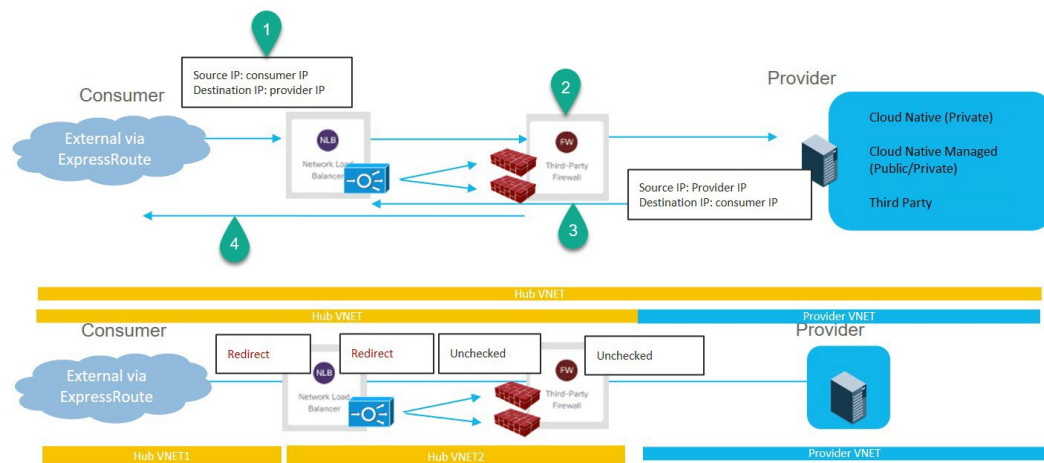 1
Source IP: consumer IP
Destination IP: provider IP
Consumer
Provider
2
External via
ExpressRoute
NLB
Network Load
Balancer
FW
Third-Party
Firewall
Cloud Native (Private)
Cloud Native Managed
(Public/Private)
Third Party
Source IP: Provider IP
Destination IP: consumer IP
3
4
Hub VNET
Hub VNET
Provider VNET
Consumer
Provider
Redirect
Redirect
Unchecked
Unchecked
External via
ExpressRoute
NLB
Network Load
Balancer
FW
Third-Party
Firewall
Hub VNET1
Hub VNET2
Provider VNET